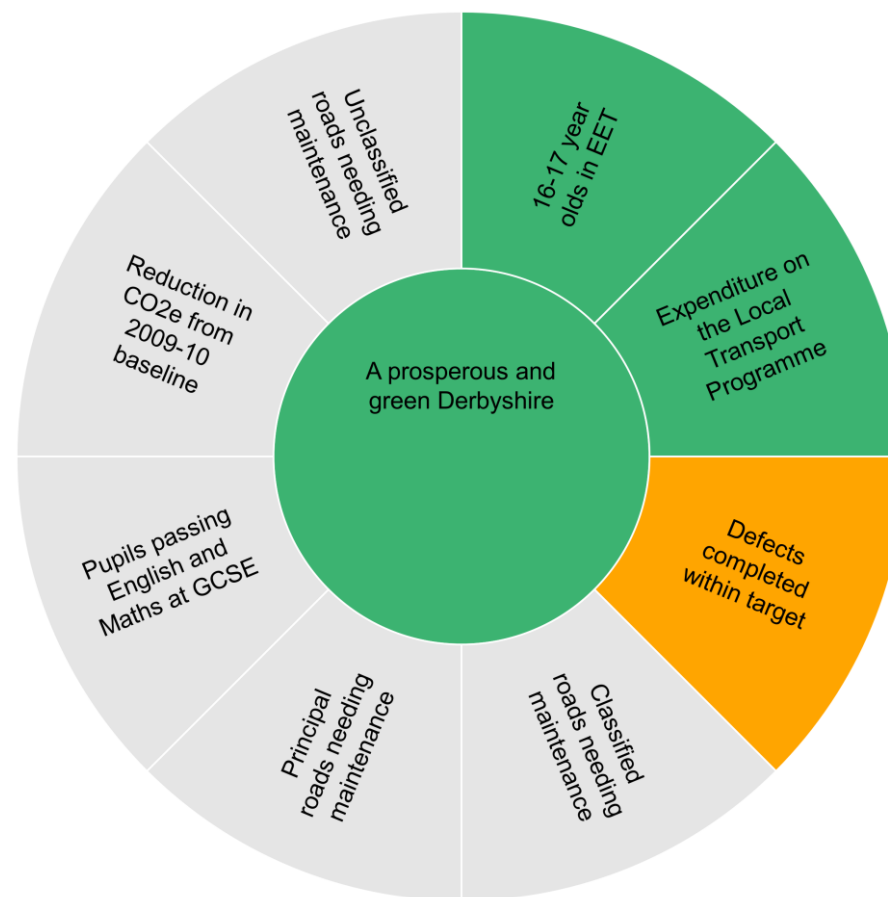 A prosperous and
green Derbyshire
16-17 year
olds in EET
Expenditure on
the Local
Transport
Programme
Defects
completed
within target
Classified
roads needing
maintenance
Principal
roads needing
maintenance
Pupils passing
English and
Maths at GCSE
Reduction in
CO2e from
2009-10
baseline
Unclassified
roads needing
maintenance